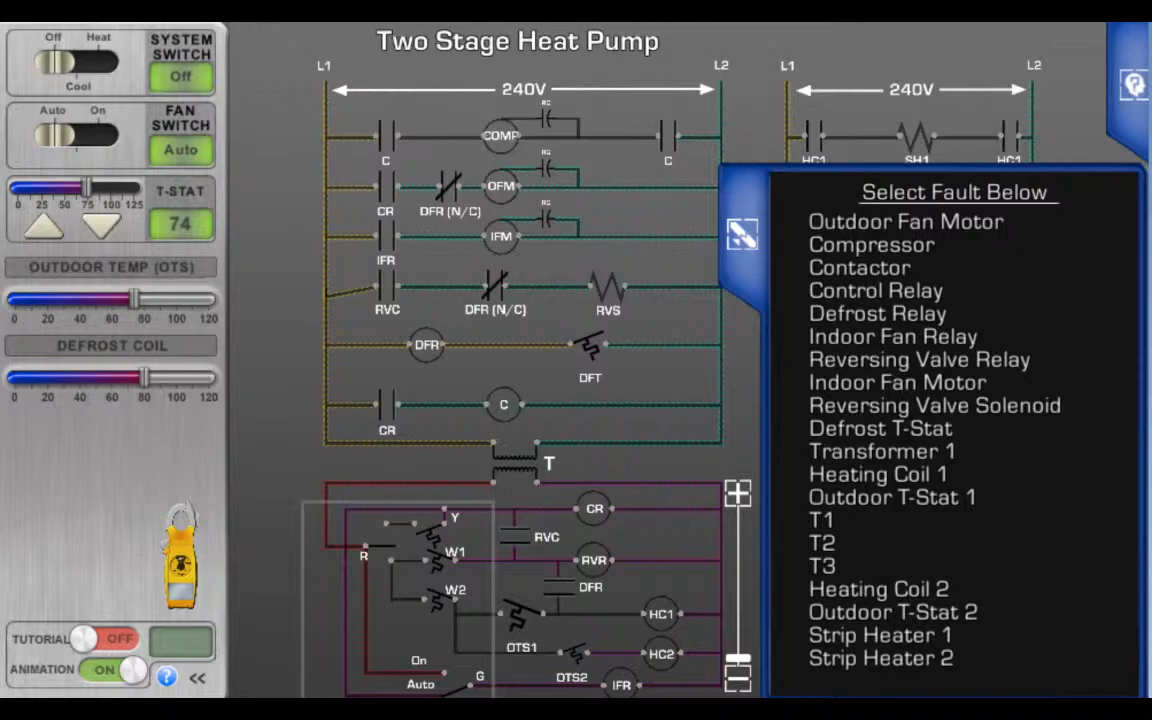 Two Stage Heat Pump
Off Heat
Cool
SYSTEM
SWITCH
Off
Auto On
FAN
SWITCH
Auto
T-STAT
0 25 50 75 100 125
74
OUTDOOR TEMP (OTS)
0 20 40 60 80 100 120
DEFROST COIL
0 20 40 60 80 100 120
TUTORIAL OFF
ANIMATION ON
? <<
L1 L2
240V
COMP
C C
OFM
CR DFR (N/C)
IFM
IFR
RVC DFR (N/C) RVS
DFR
DFT
C
CR
T
CR
Y
RVC
R
W1
RVR
W2
DFR
HC1
OTS1
HC2
On
OTS2
Auto
G
IFR
L1 L2
240V
HC1 SH1 HC1
Select Fault Below
Outdoor Fan Motor
Compressor
Contactor
Control Relay
Defrost Relay
Indoor Fan Relay
Reversing Valve Relay
Indoor Fan Motor
Reversing Valve Solenoid
Defrost T-Stat
Transformer 1
Heating Coil 1
Outdoor T-Stat 1
T1
T2
T3
Heating Coil 2
Outdoor T-Stat 2
Strip Heater 1
Strip Heater 2